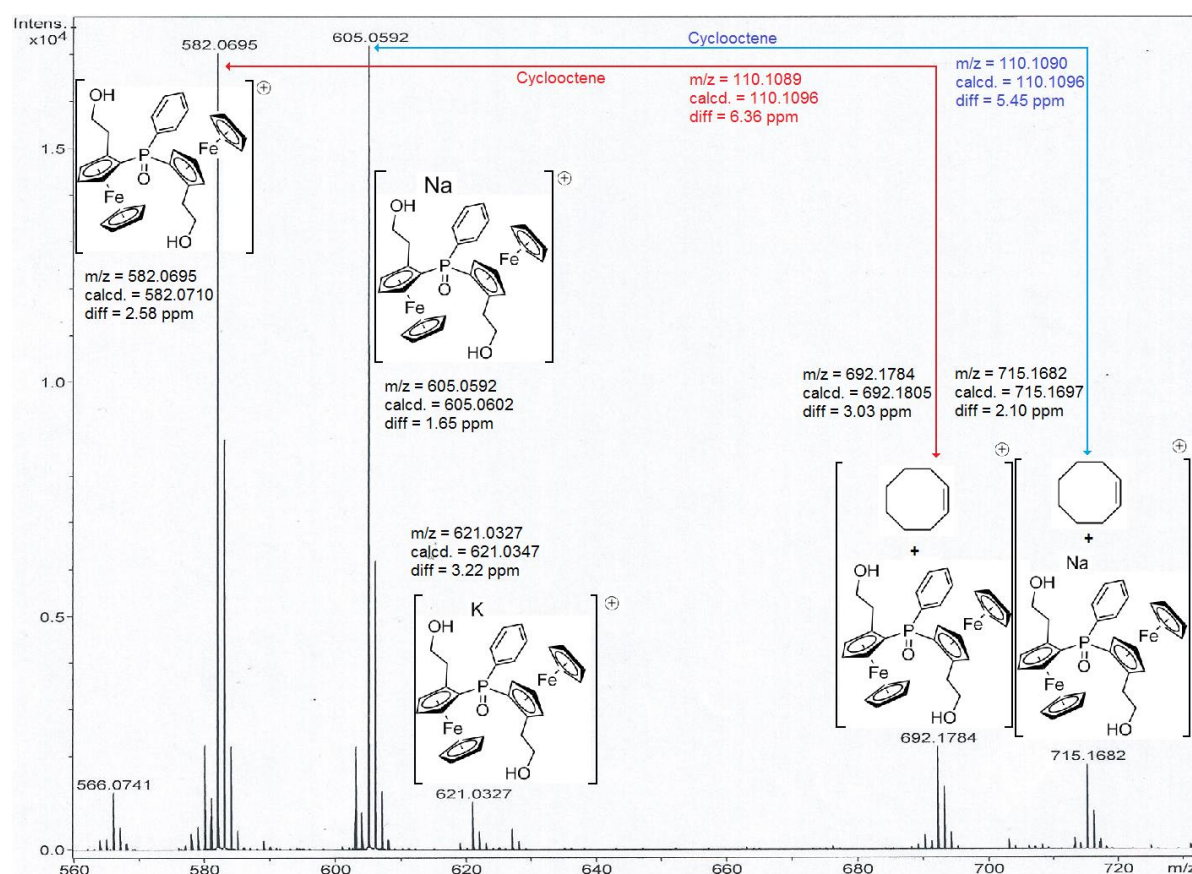 Intens.
x10⁴
582.0695
605.0592
Cyclooctene
Cyclooctene
m/z = 110.1089
calcd. = 110.1096
diff = 6.36 ppm
m/z = 110.1090
calcd. = 110.1096
diff = 5.45 ppm
OH
P
O
Fe
Fe
HO
⊕
1.5
m/z = 582.0695
calcd. = 582.0710
diff = 2.58 ppm
Na
OH
P
O
Fe
Fe
HO
⊕
m/z = 605.0592
calcd. = 605.0602
diff = 1.65 ppm
1.0
m/z = 692.1784
calcd. = 692.1805
diff = 3.03 ppm
m/z = 715.1682
calcd. = 715.1697
diff = 2.10 ppm
m/z = 621.0327
calcd. = 621.0347
diff = 3.22 ppm
0.5
K
OH
P
O
Fe
Fe
HO
⊕
+
OH
P
O
Fe
Fe
HO
⊕
+
Na
OH
P
O
Fe
Fe
HO
⊕
566.0741
621.0327
692.1784
715.1682
0.0
560
580
600
620
640
660
680
700
720
m/z